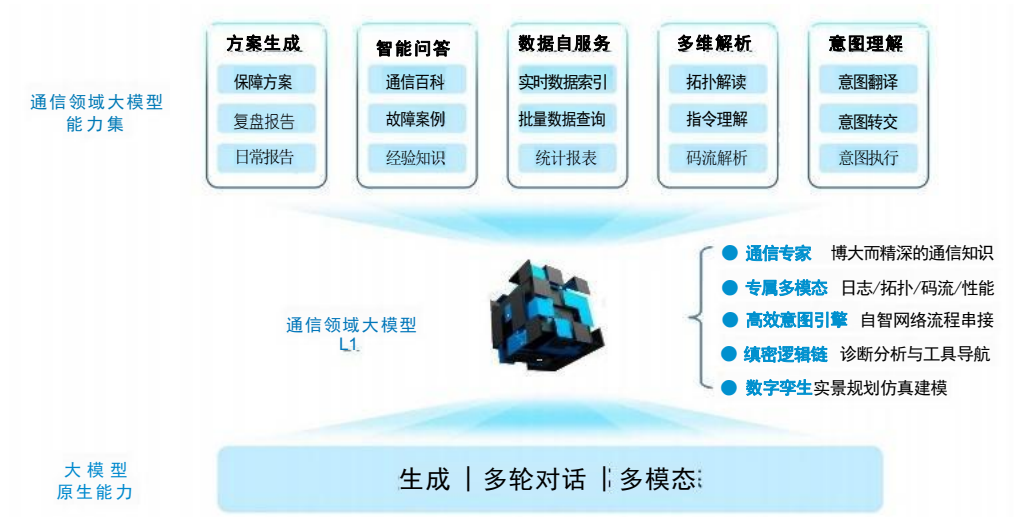 方案生成
保障方案
复盘报告
日常报告
智能问答
通信百科
故障案例
经验知识
数据自服务
实时数据索引
批量数据查询
统计报表
多维解析
拓扑解读
指令理解
码流解析
意图理解
意图翻译
意图转交
意图执行
通信领域大模型
能力集
通信领域大模型
L1
通信专家 博大而精深的通信知识
专属多模态 日志/拓扑/码流/性能
高效意图引擎 自智网络流程串接
缜密逻辑链 诊断分析与工具导航
数字孪生实景规划仿真建模
大模型
原生能力
生成 | 多轮对话 | 多模态